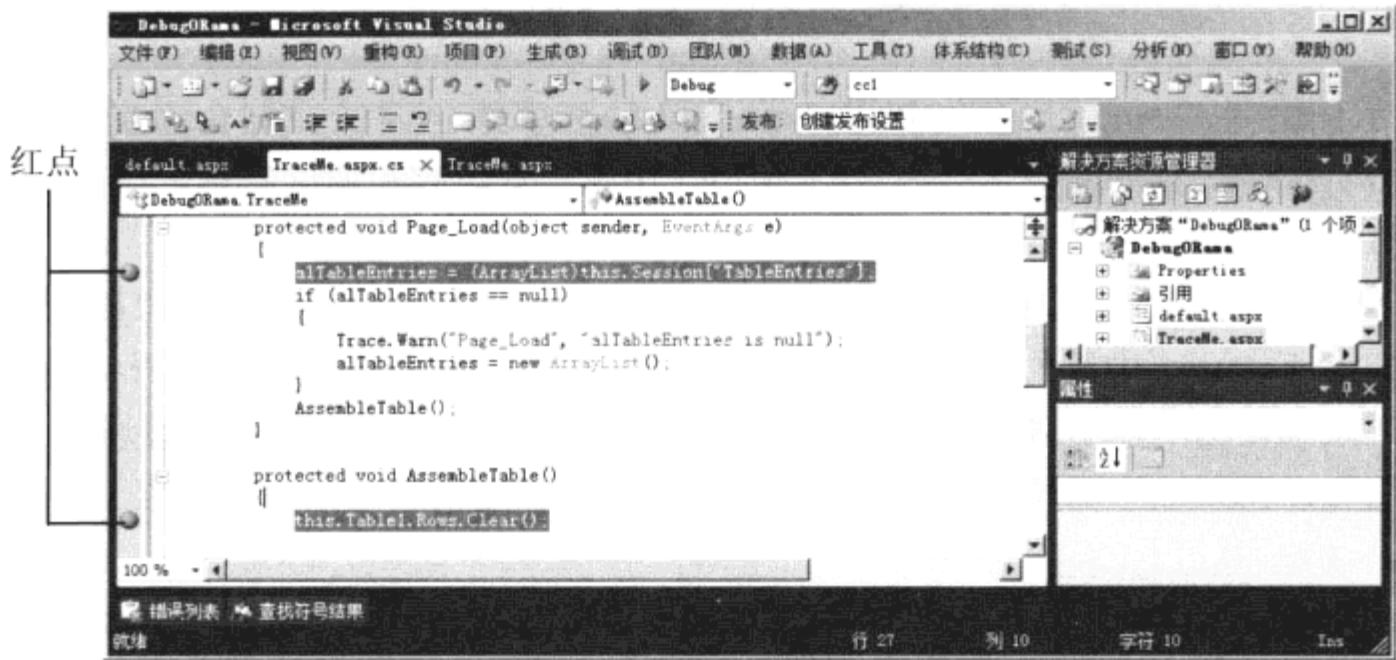 DebugORama - Microsoft Visual Studio
文件(F) 编辑(E) 视图(V) 重构(R) 项目(P) 生成(B) 调试(D) 团队(M) 数据(A) 工具(T) 体系结构(C) 测试(S) 分析(N) 窗口(W) 帮助(H)
Debug cc1
发布: 创建发布设置
红点
default.aspx TraceMe.aspx.cs TraceMe.aspx
解决方案资源管理器
DebugORama.TraceMe AssembleTable()
protected void Page_Load(object sender, EventArgs e)
{
alTableEntries = (ArrayList)this.Session["TableEntries"];
if (alTableEntries == null)
{
Trace.Warn("Page_Load", "alTableEntries is null");
alTableEntries = new ArrayList();
}
AssembleTable();
}
protected void AssembleTable()
{
this.Table1.Rows.Clear();
100 %
解决方案“DebugORama”(1 个项
DebugORama
Properties
引用
default.aspx
TraceMe.aspx
属性
错误列表 查找符号结果
就绪 行 27 列 10 字符 10 Ins